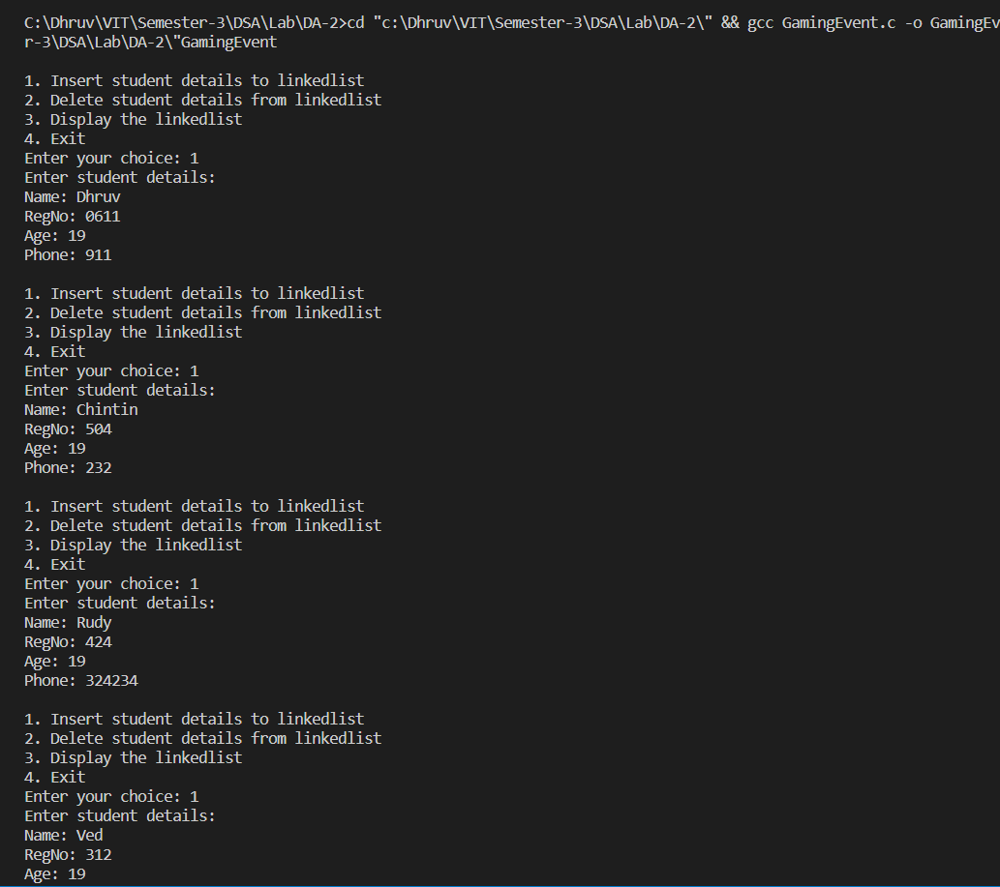 C:\Dhruv\VIT\Semester-3\DSA\Lab\DA-2>cd "c:\Dhruv\VIT\Semester-3\DSA\Lab\DA-2\" && gcc GamingEvent.c -o GamingEv
r-3\DSA\Lab\DA-2\"GamingEvent
1. Insert student details to linkedlist
2. Delete student details from linkedlist
3. Display the linkedlist
4. Exit
Enter your choice: 1
Enter student details:
Name: Dhruv
RegNo: 0611
Age: 19
Phone: 911
1. Insert student details to linkedlist
2. Delete student details from linkedlist
3. Display the linkedlist
4. Exit
Enter your choice: 1
Enter student details:
Name: Chintin
RegNo: 504
Age: 19
Phone: 232
1. Insert student details to linkedlist
2. Delete student details from linkedlist
3. Display the linkedlist
4. Exit
Enter your choice: 1
Enter student details:
Name: Rudy
RegNo: 424
Age: 19
Phone: 324234
1. Insert student details to linkedlist
2. Delete student details from linkedlist
3. Display the linkedlist
4. Exit
Enter your choice: 1
Enter student details:
Name: Ved
RegNo: 312
Age: 19